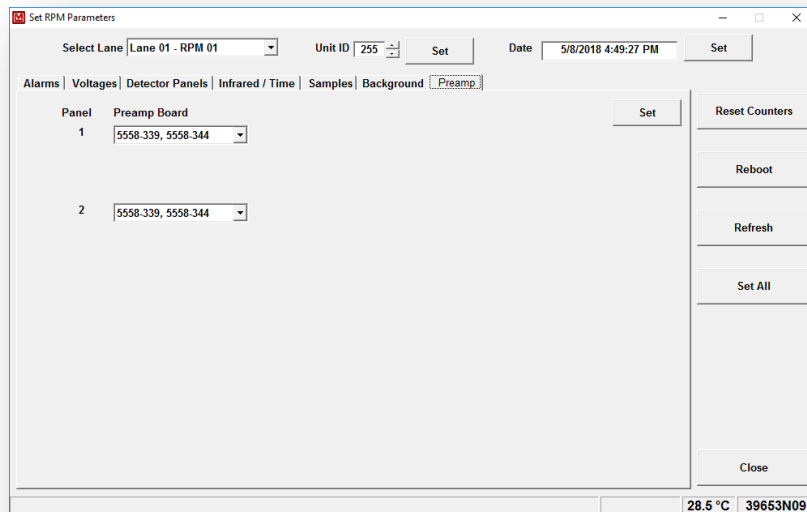 Set RPM Parameters
Select Lane Lane 01 - RPM 01 Unit ID 255 Set Date 5/8/2018 4:49:27 PM Set
Alarms Voltages Detector Panels Infrared / Time Samples Background Preamp
Panel Preamp Board Set Reset Counters
1 5558-339, 5558-344
Reboot
2 5558-339, 5558-344
Refresh
Set All
Close
28.5 °C 39653N09